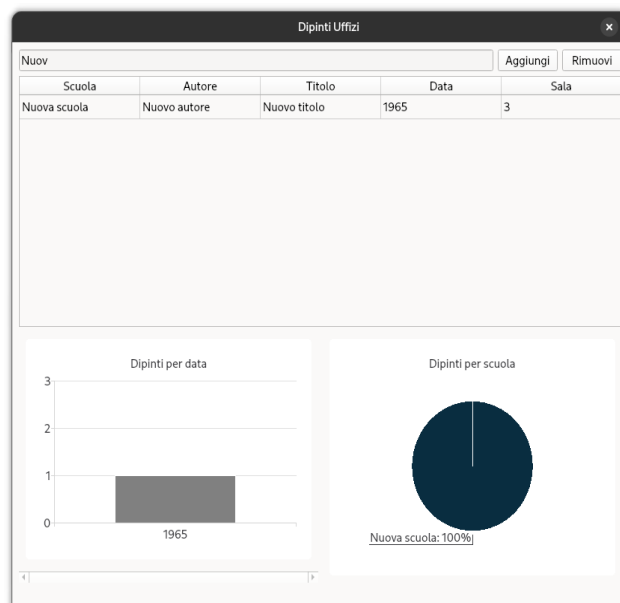 Dipinti Uffizi
Nuov Aggiungi Rimuovi
Scuola Autore Titolo Data Sala
Nuova scuola Nuovo autore Nuovo titolo 1965 3
Dipinti per data
3
2
1
0
1965
Dipinti per scuola
Nuova scuola: 100%